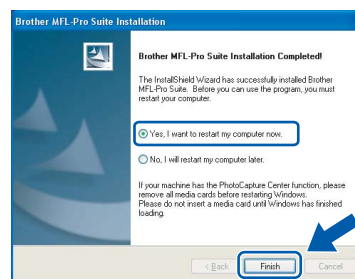 Brother MFL-Pro Suite Installation
Brother MFL-Pro Suite Installation Completed!
The InstallShield Wizard has successfully installed Brother
MFL-Pro Suite. Before you can use the program, you must
restart your computer.
Yes, I want to restart my computer now.
No, I will restart my computer later.
If your machine has the PhotoCapture Center function, please
remove all media cards before restarting Windows.
Please do not insert a media card until Windows has finished
loading.
< Back
Finish
Cancel